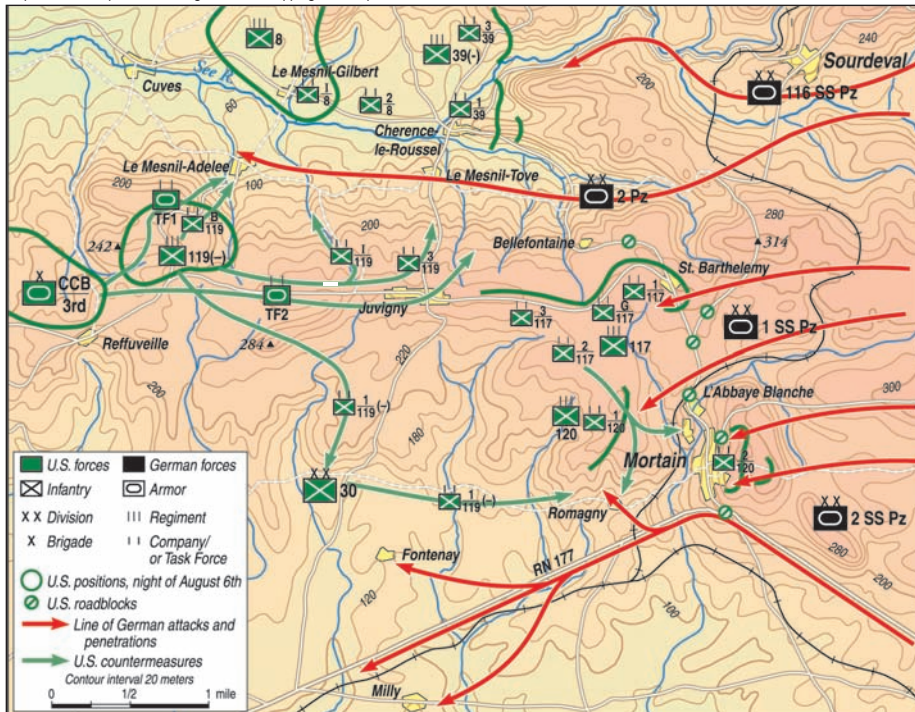 8
3
39
39(-)
Sourdeval
240
See R.
Cuves
Le Mesnil-Gilbert
1
8
2
8
1
39
60
200
116 SS Pz
Cherence-
le-Roussel
Le Mesnil-Adelee
100
Le Mesnil-Tove
2 Pz
200
TF1
B
119
200
280
314
242
119(-)
1
119
3
119
Bellefontaine
St. Barthelemy
CCB
3rd
TF2
Juvigny
1
117
G
117
3
117
1 SS Pz
Reffuveille
284
220
2
117
117
L'Abbaye Blanche
300
200
1
119
(-)
180
120
1
120
Mortain
2
120
U.S. forces
German forces
Infantry
Armor
X X Division
Regiment
X Brigade
Company/
or Task Force
30
1
119
(-)
Romagny
2 SS Pz
260
Fontenay
RN 177
200
U.S. positions, night of August 6th
U.S. roadblocks
Line of German attacks and
penetrations
U.S. countermeasures
Contour interval 20 meters
0 1/2 1 mile
120
100
Milly